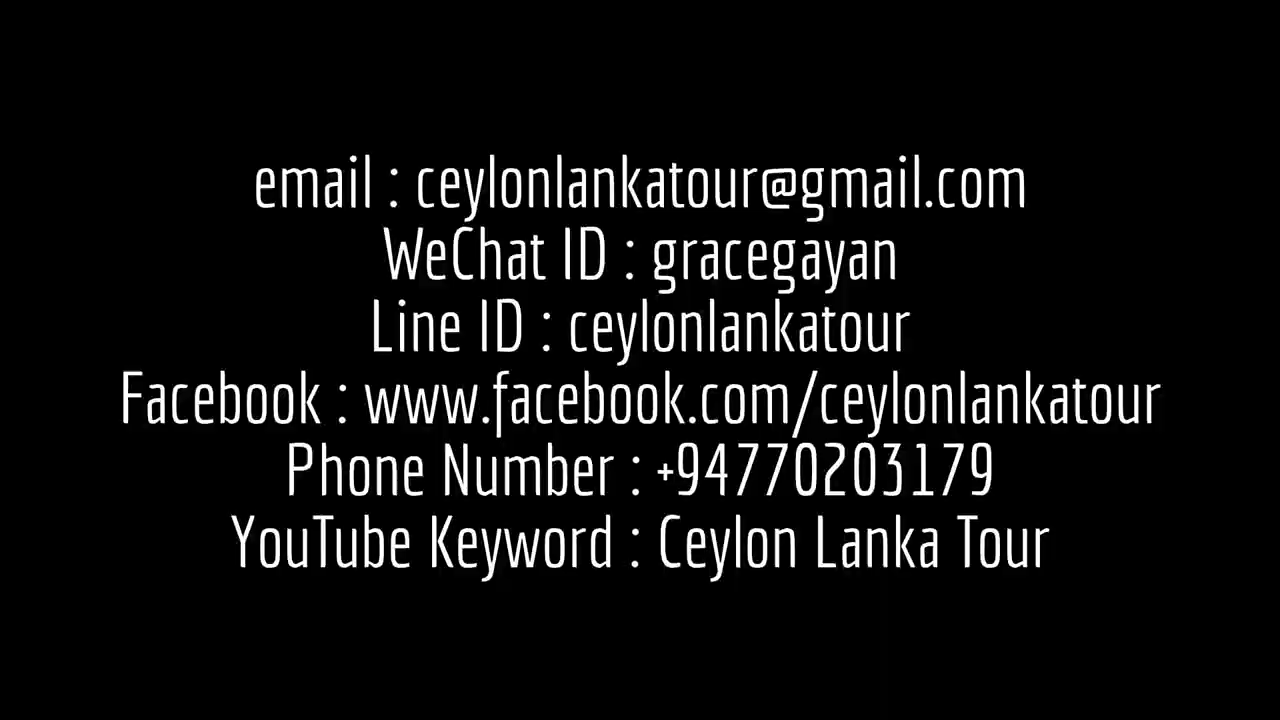 email : ceylonlankatour@gmail.com
WeChat ID : gracegayan
Line ID : ceylonlankatour
Facebook : www.facebook.com/ceylonlankatour
Phone Number : +94770203179
YouTube Keyword : Ceylon Lanka Tour